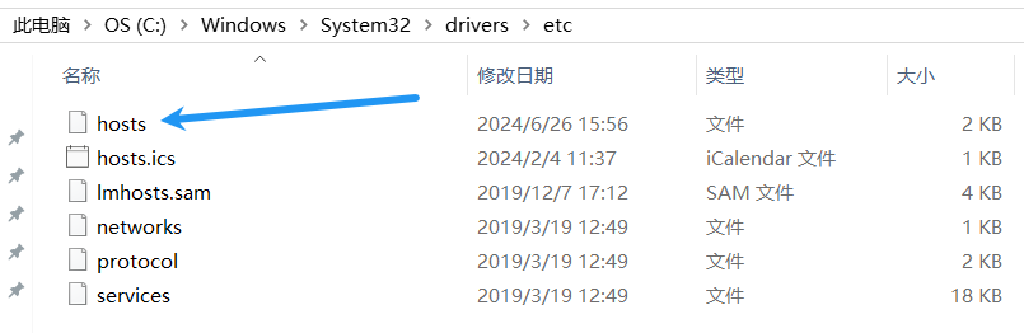 此电脑 > OS (C:) > Windows > System32 > drivers > etc
名称 修改日期 类型 大小
hosts 2024/6/26 15:56 文件 2 KB
hosts.ics 2024/2/4 11:37 iCalendar 文件 1 KB
lmhosts.sam 2019/12/7 17:12 SAM 文件 4 KB
networks 2019/3/19 12:49 文件 1 KB
protocol 2019/3/19 12:49 文件 2 KB
services 2019/3/19 12:49 文件 18 KB